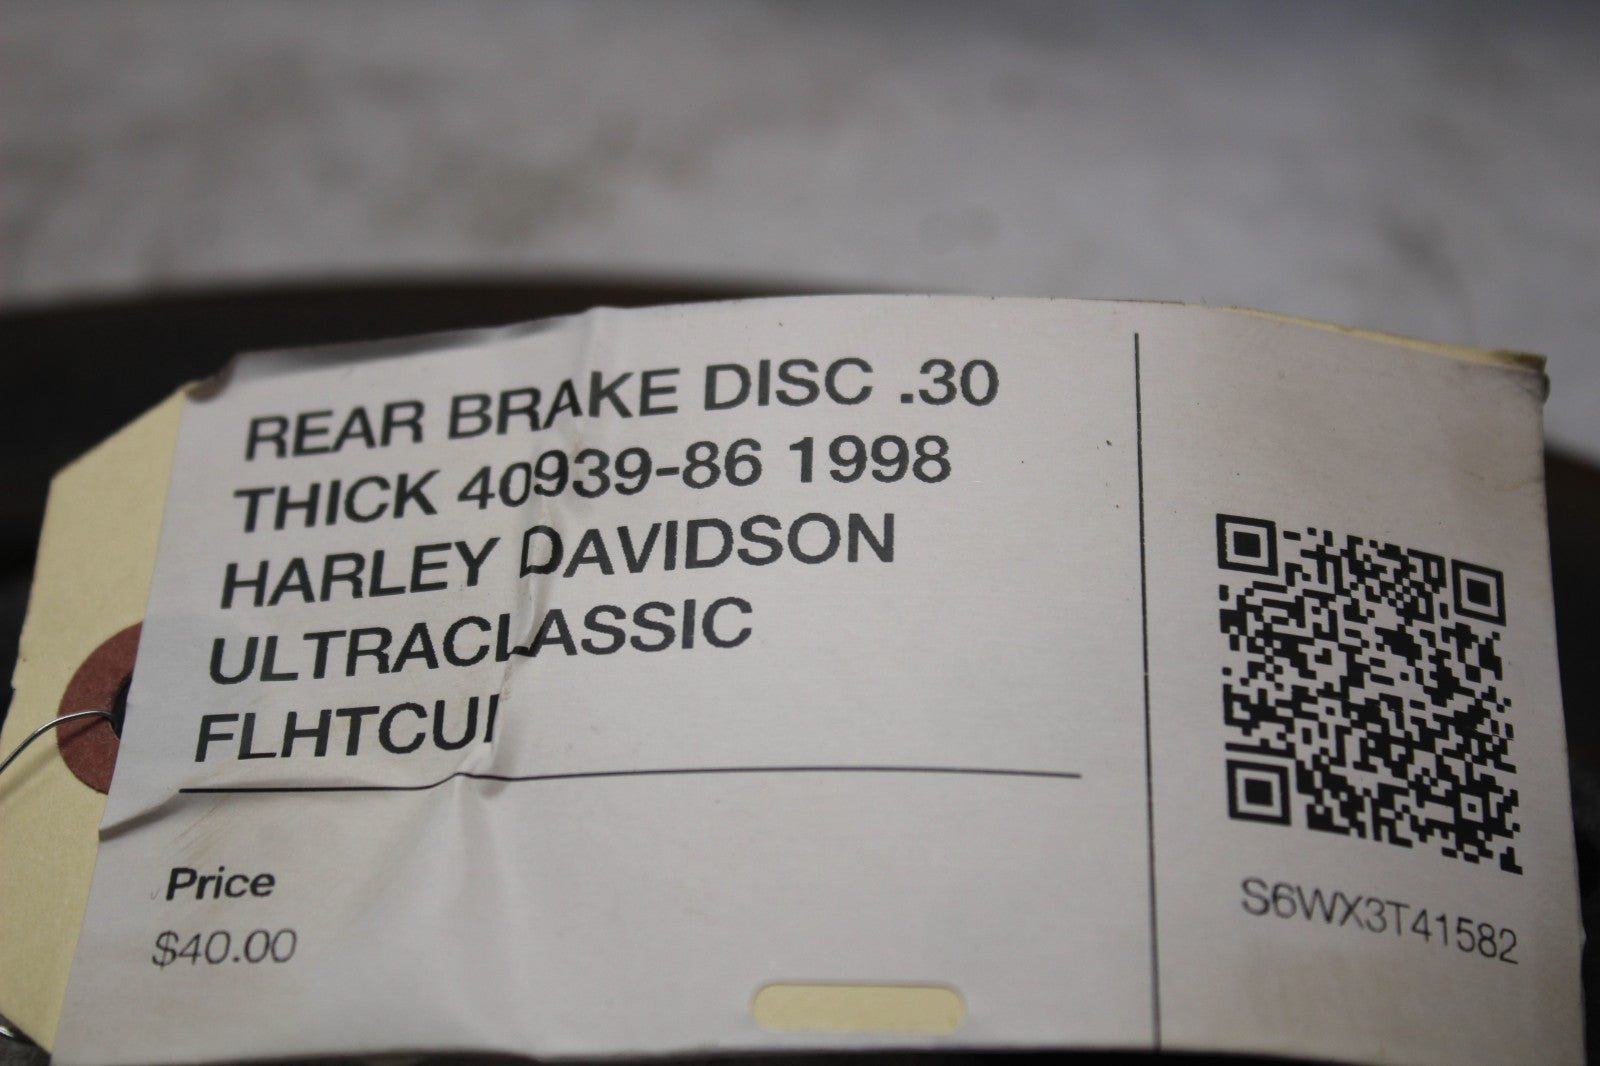 REAR BRAKE DISC .30
THICK 40939-86 1998
HARLEY DAVIDSON
ULTRACLASSIC
FLHTCUI
Price
$40.00
S6WX3T41582